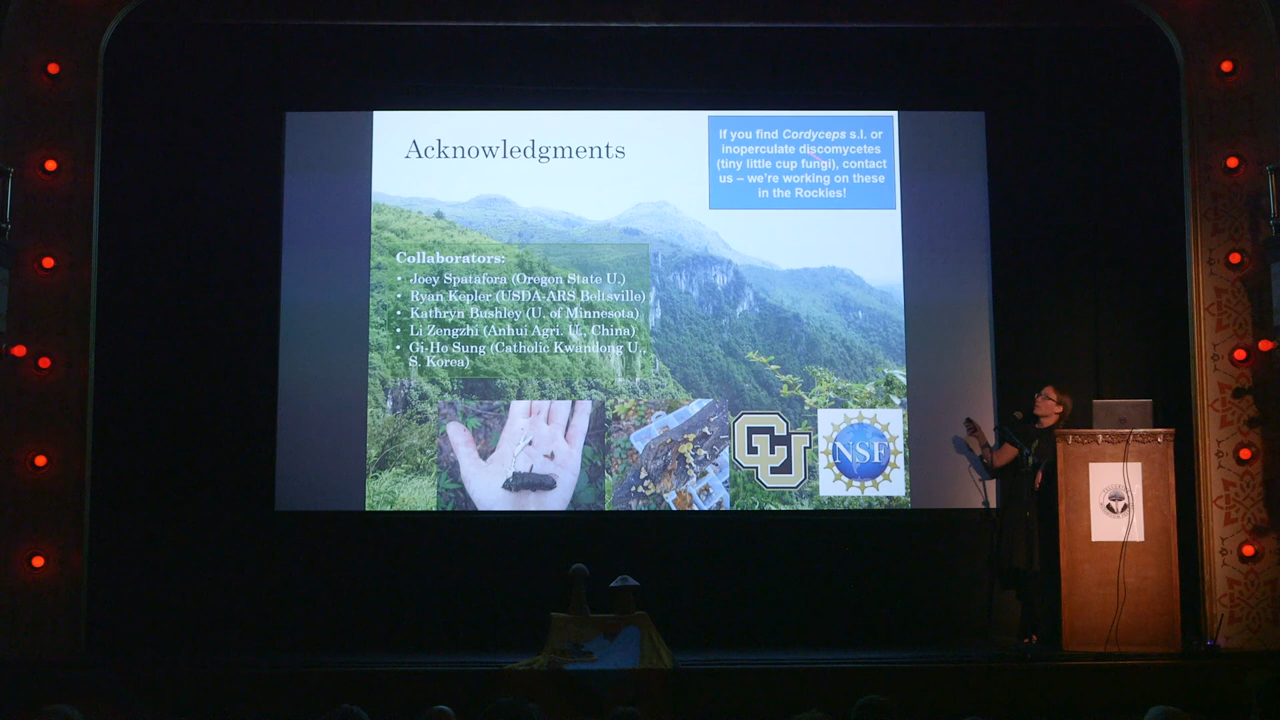 Acknowledgments
If you find Cordyceps s.l. or
inoperculate discomycetes
(tiny little cup fungi), contact
us – we're working on these
in the Rockies!
Collaborators:
• Joey Spatafora (Oregon State U.)
• Ryan Kepler (USDA-ARS Beltsville)
• Kathryn Bushley (U. of Minnesota)
• Li Zengzhi (Anhui Agri. U., China)
• Gi-Ho Sung (Catholic Kwandong U.,
S. Korea)
CU
NSF